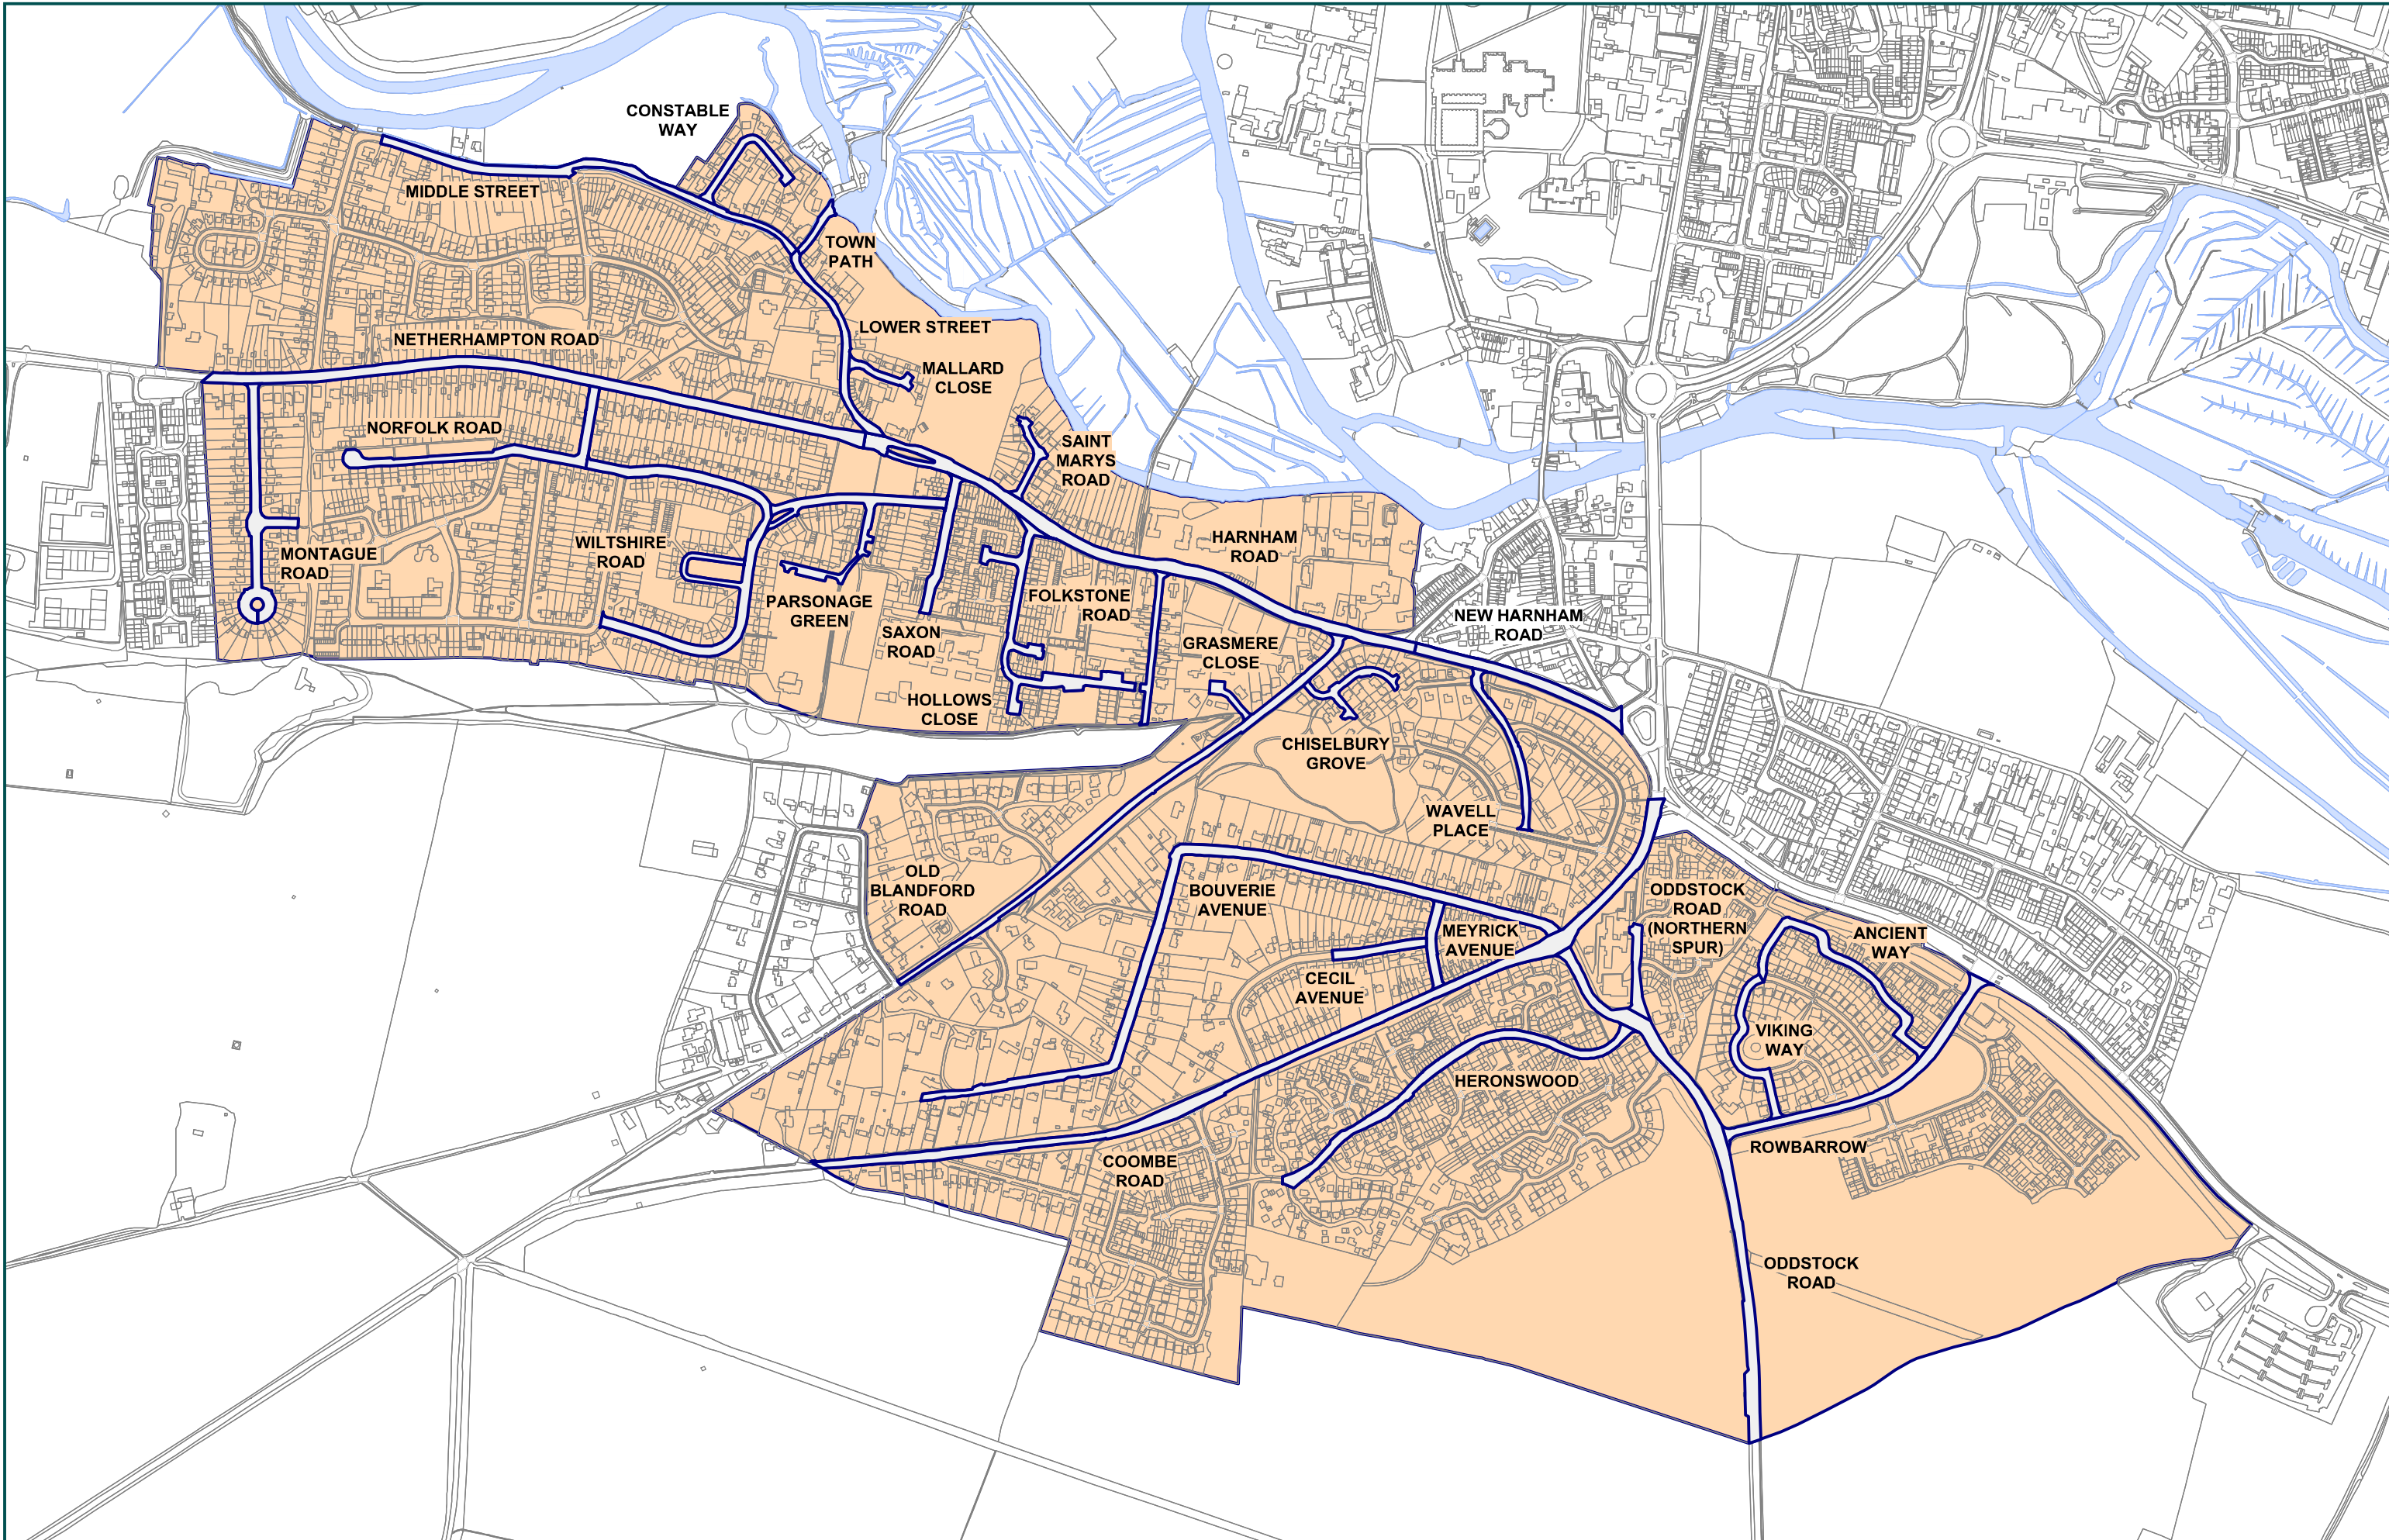 CONSTABLE
WAY
MIDDLE STREET
TOWN
PATH
LOWER STREET
NETHERHAMPTON ROAD
MALLARD
CLOSE
NORFOLK ROAD
SAINT
MARYS
ROAD
HARNHAM
ROAD
MONTAGUE
ROAD
WILTSHIRE
ROAD
PARSONAGE
GREEN
FOLKSTONE
ROAD
NEW HARNHAM
ROAD
SAXON
ROAD
GRASMERE
CLOSE
HOLLOWS
CLOSE
CHISELBURY
GROVE
WAVELL
PLACE
OLD
BLANDFORD
ROAD
BOUVERIE
AVENUE
ODDSTOCK
ROAD
(NORTHERN
SPUR)
MEYRICK
AVENUE
ANCIENT
WAY
CECIL
AVENUE
VIKING
WAY
HERONSWOOD
ROWBARROW
COOMBE
ROAD
ODDSTOCK
ROAD